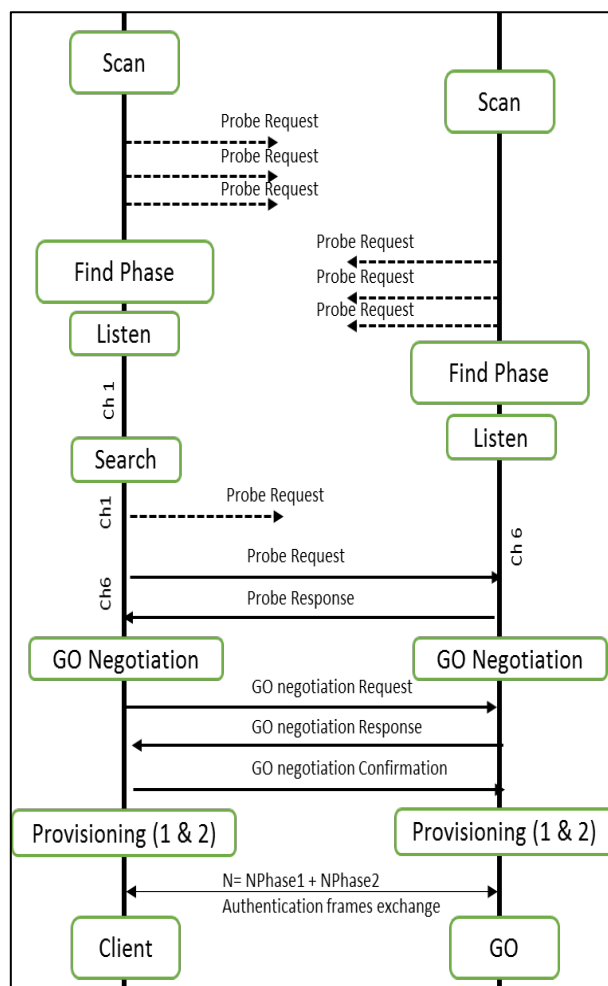 Scan
Scan
Probe Request
Probe Request
Probe Request
Probe Request
Probe Request
Probe Request
Find Phase
Listen
Find Phase
Ch 1
Listen
Search
Probe Request
Ch1
Ch 6
Probe Request
Ch6
Probe Response
GO Negotiation
GO Negotiation
GO negotiation Request
GO negotiation Response
GO negotiation Confirmation
Provisioning (1 & 2)
Provisioning (1 & 2)
N= NPhase1 + NPhase2
Authentication frames exchange
Client
GO